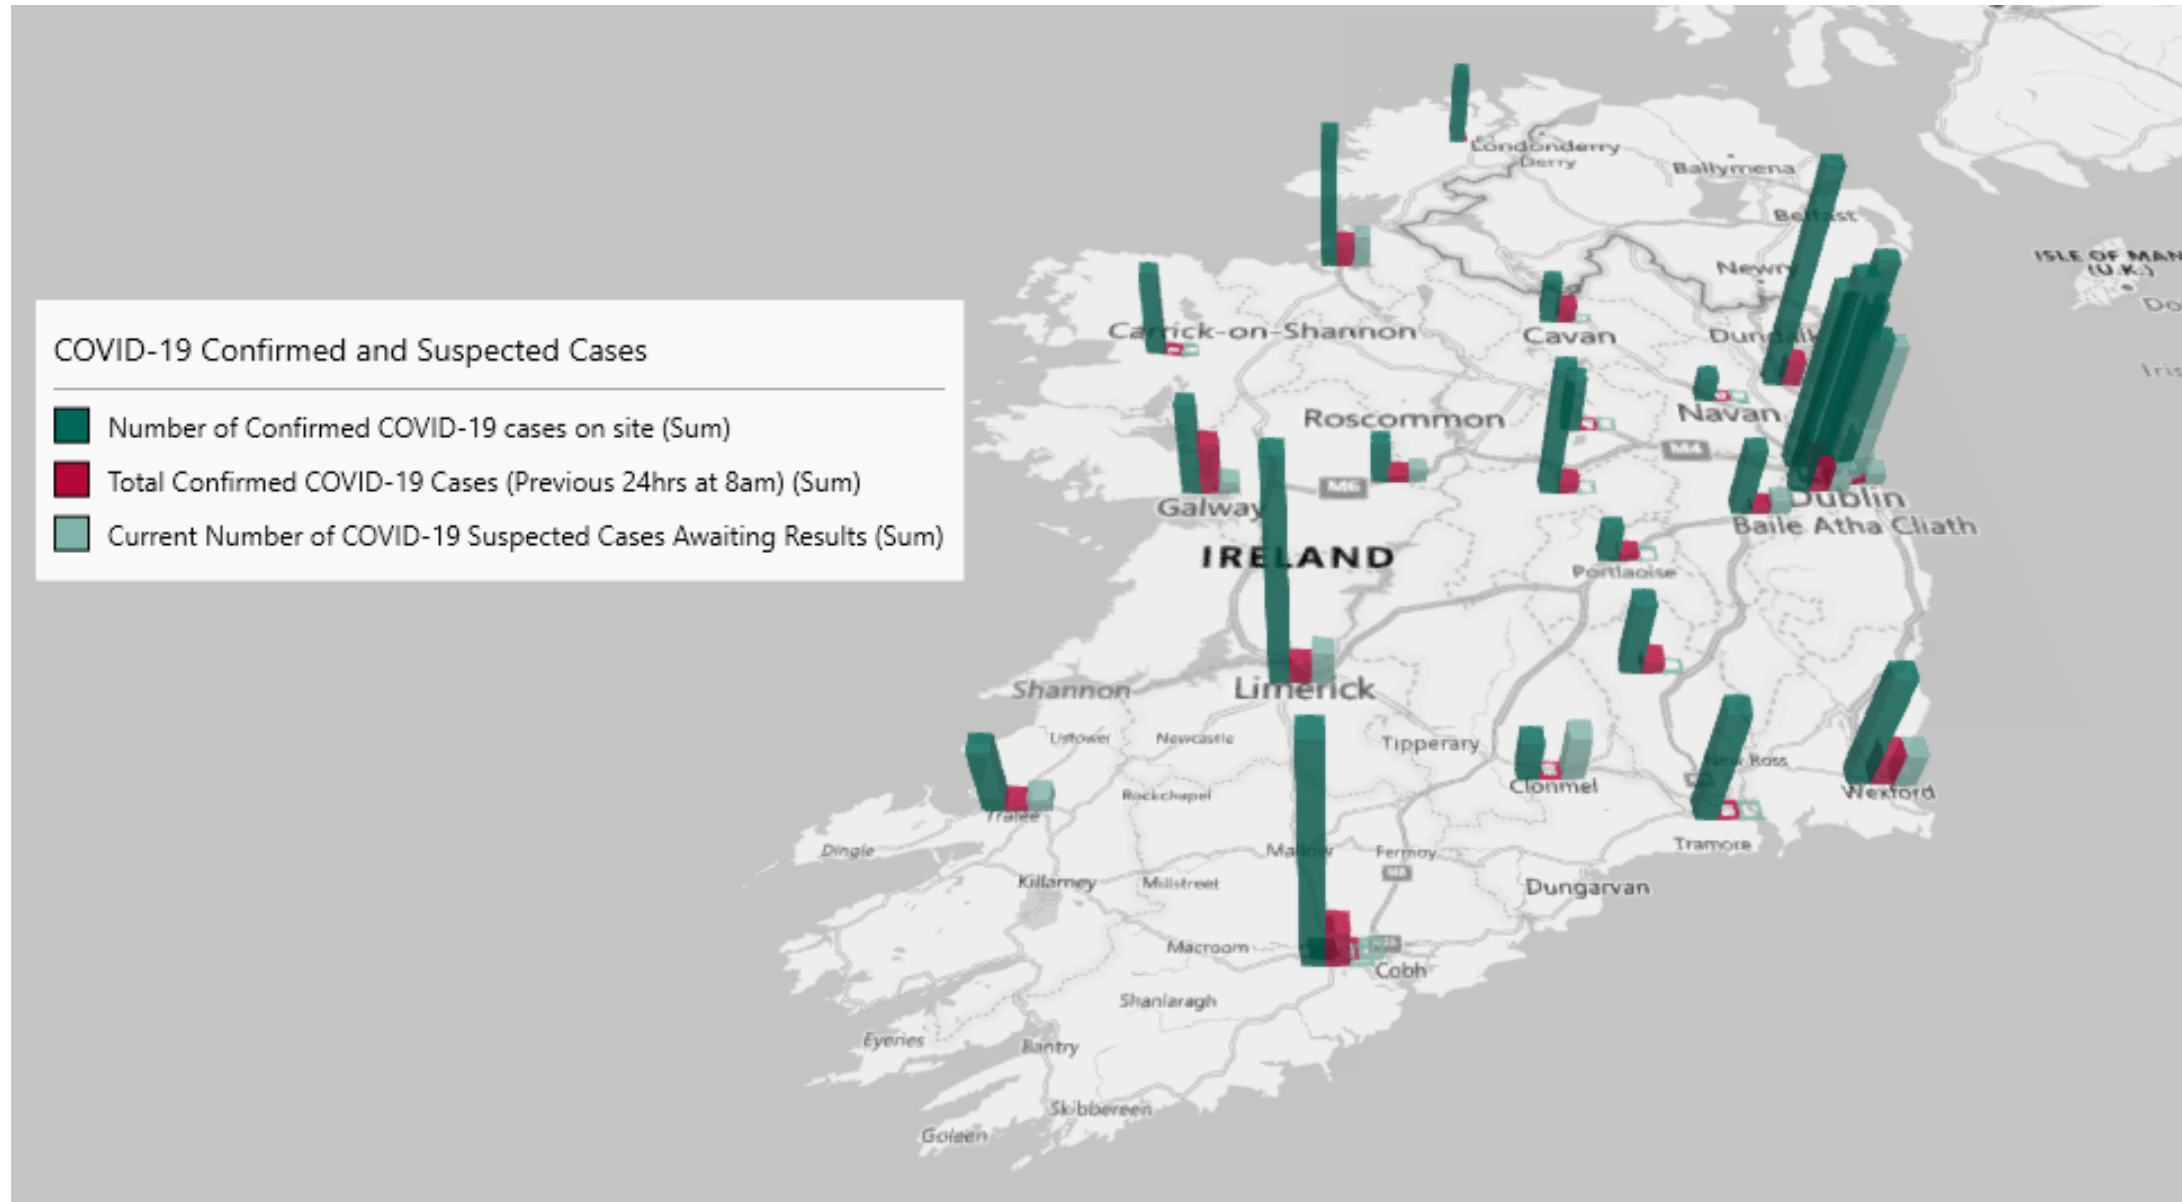 COVID-19 Confirmed and Suspected Cases
Number of Confirmed COVID-19 cases on site (Sum)
Total Confirmed COVID-19 Cases (Previous 24hrs at 8am) (Sum)
Current Number of COVID-19 Suspected Cases Awaiting Results (Sum)
Londonderry
Derry
Ballymena
Belfast
ISLE OF MAN
(U.K.)
Newry
Carrick-on-Shannon
Cavan
Dundalk
Roscommon
Navan
M4
M6
Galway
Dublin
Baile Atha Cliath
IRELAND
Portlaoise
Shannon
Limerick
Listowel
Newcastle
Tipperary
New Ross
Rockchapel
Clonmel
Wexford
Tralee
Dingle
Mallow
Fermoy
Tramore
Killarney
Millstreet
Dungarvan
Macroom
Cobh
Shanlaragh
Eyeries
Bantry
Skibbereen
Goleen